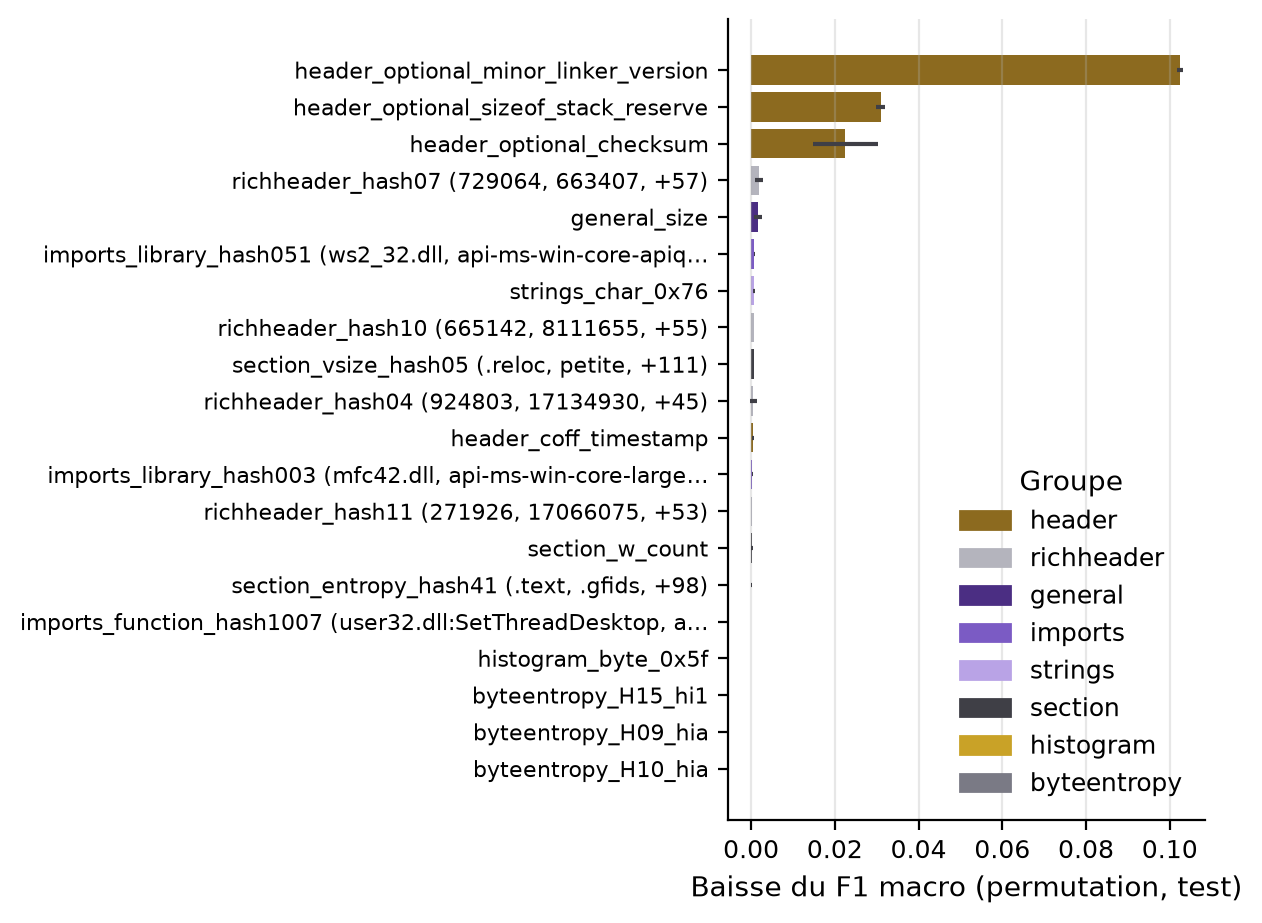 header_optional_minor_linker_version
header_optional_sizeof_stack_reserve
header_optional_checksum
richheader_hash07 (729064, 663407, +57)
general_size
imports_library_hash051 (ws2_32.dll, api-ms-win-core-apiq...
strings_char_0x76
richheader_hash10 (665142, 8111655, +55)
section_vsize_hash05 (.reloc, petite, +111)
richheader_hash04 (924803, 17134930, +45)
header_coff_timestamp
imports_library_hash003 (mfc42.dll, api-ms-win-core-large...
richheader_hash11 (271926, 17066075, +53)
section_w_count
section_entropy_hash41 (.text, .gfids, +98)
imports_function_hash1007 (user32.dll:SetThreadDesktop, a...
histogram_byte_0x5f
byteentropy_H15_hi1
byteentropy_H09_hia
byteentropy_H10_hia
Groupe
header
richheader
general
imports
strings
section
histogram
byteentropy
0.00 0.02 0.04 0.06 0.08 0.10
Baisse du F1 macro (permutation, test)